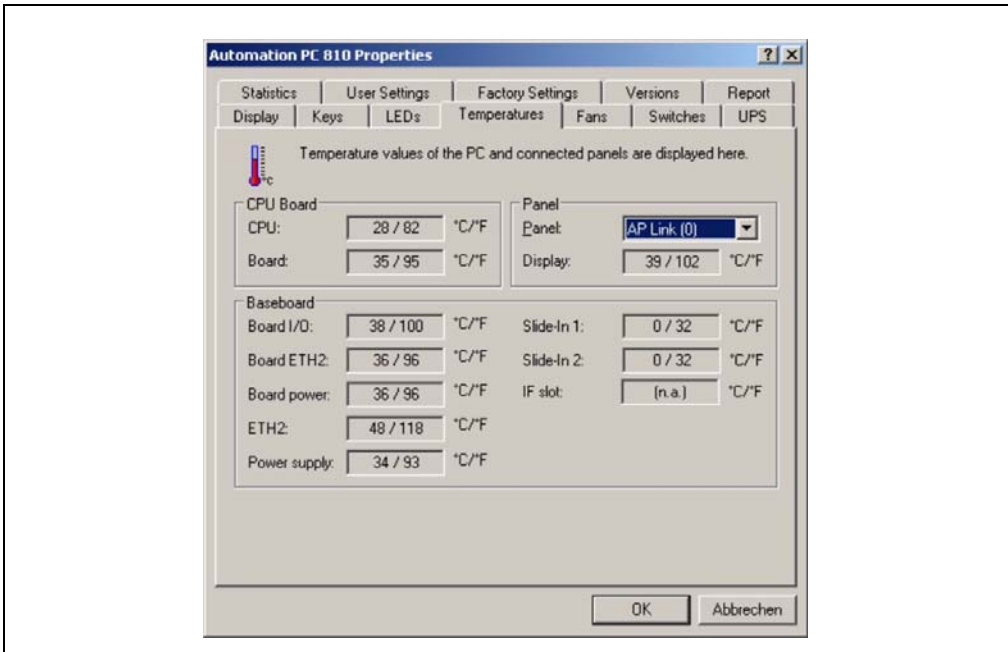 Automation PC 810 Properties
Statistics User Settings Factory Settings Versions Report
Display Keys LEDs Temperatures Fans Switches UPS
°C
Temperature values of the PC and connected panels are displayed here.
CPU Board
CPU: 28 / 82 °C/°F
Board: 35 / 95 °C/°F
Panel
Panel: AP Link (0)
Display: 39 / 102 °C/°F
Baseboard
Board I/O: 38 / 100 °C/°F Slide-In 1: 0 / 32 °C/°F
Board ETH2: 36 / 96 °C/°F Slide-In 2: 0 / 32 °C/°F
Board power: 36 / 96 °C/°F IF slot: (n.a.) °C/°F
ETH2: 48 / 118 °C/°F
Power supply: 34 / 93 °C/°F
OK Abbrechen